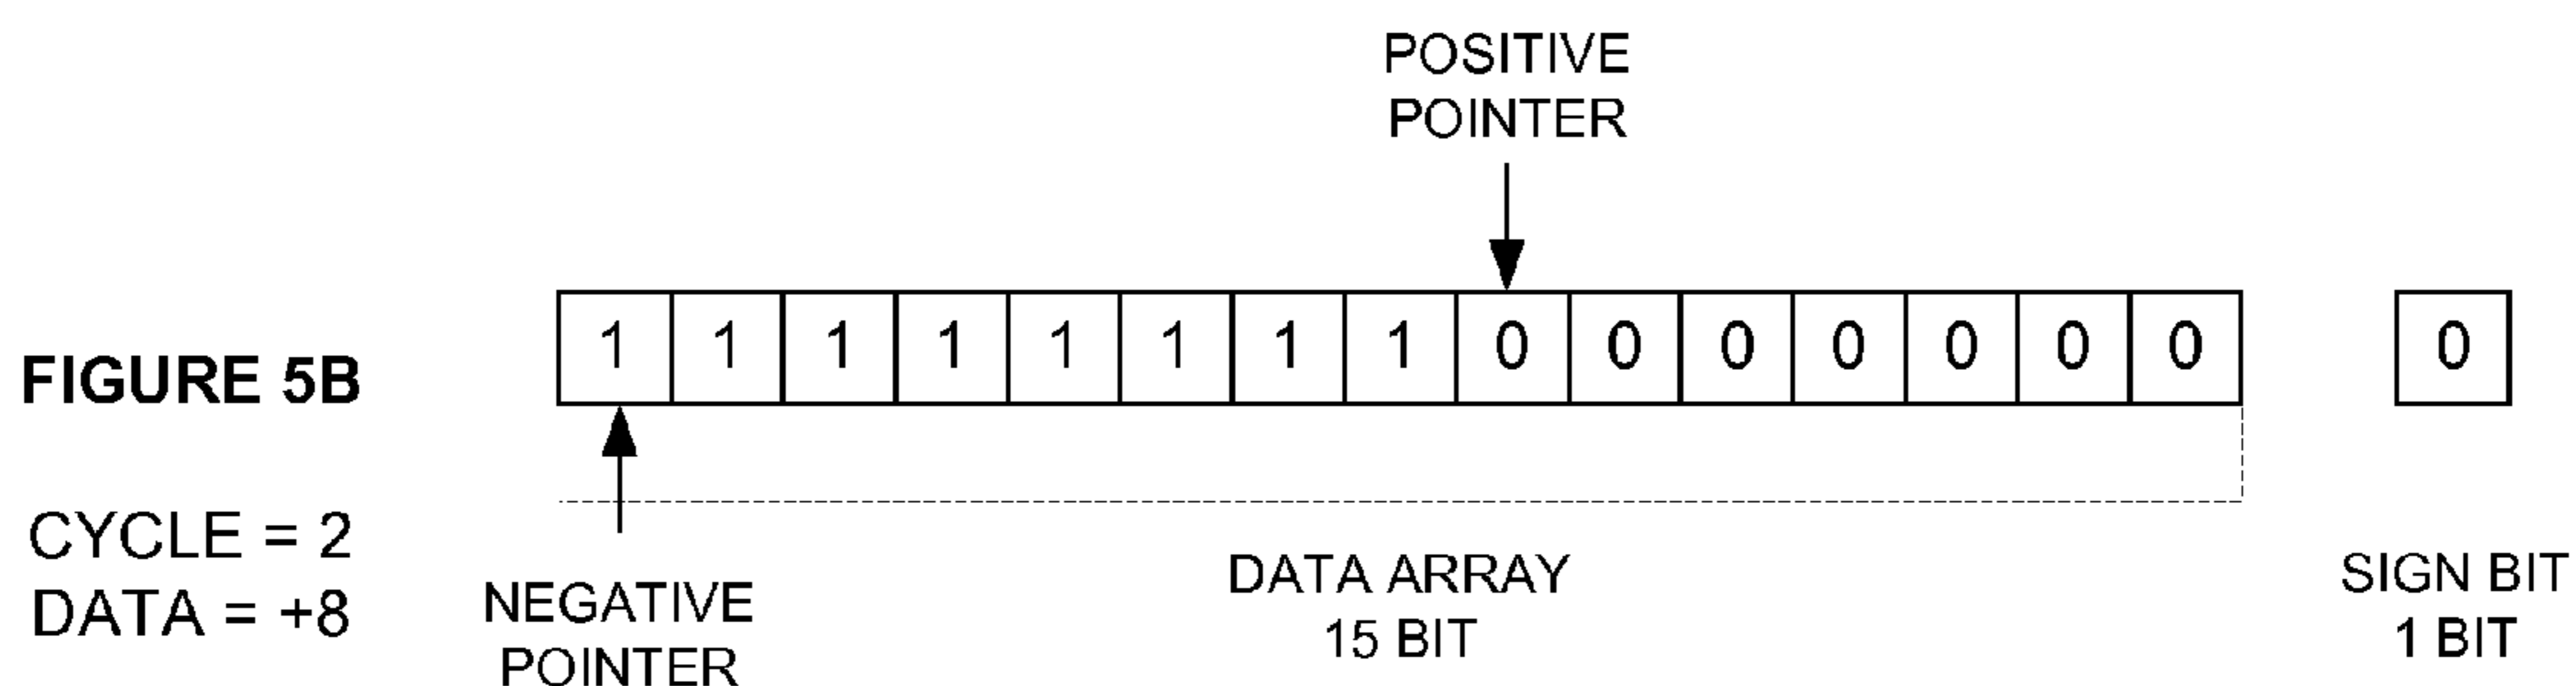 POSITIVE
POINTER
1 1 1 1 1 1 1 1 0 0 0 0 0 0 0 0
FIGURE 5B
CYCLE = 2
DATA = +8
NEGATIVE
POINTER
DATA ARRAY
15 BIT
SIGN BIT
1 BIT